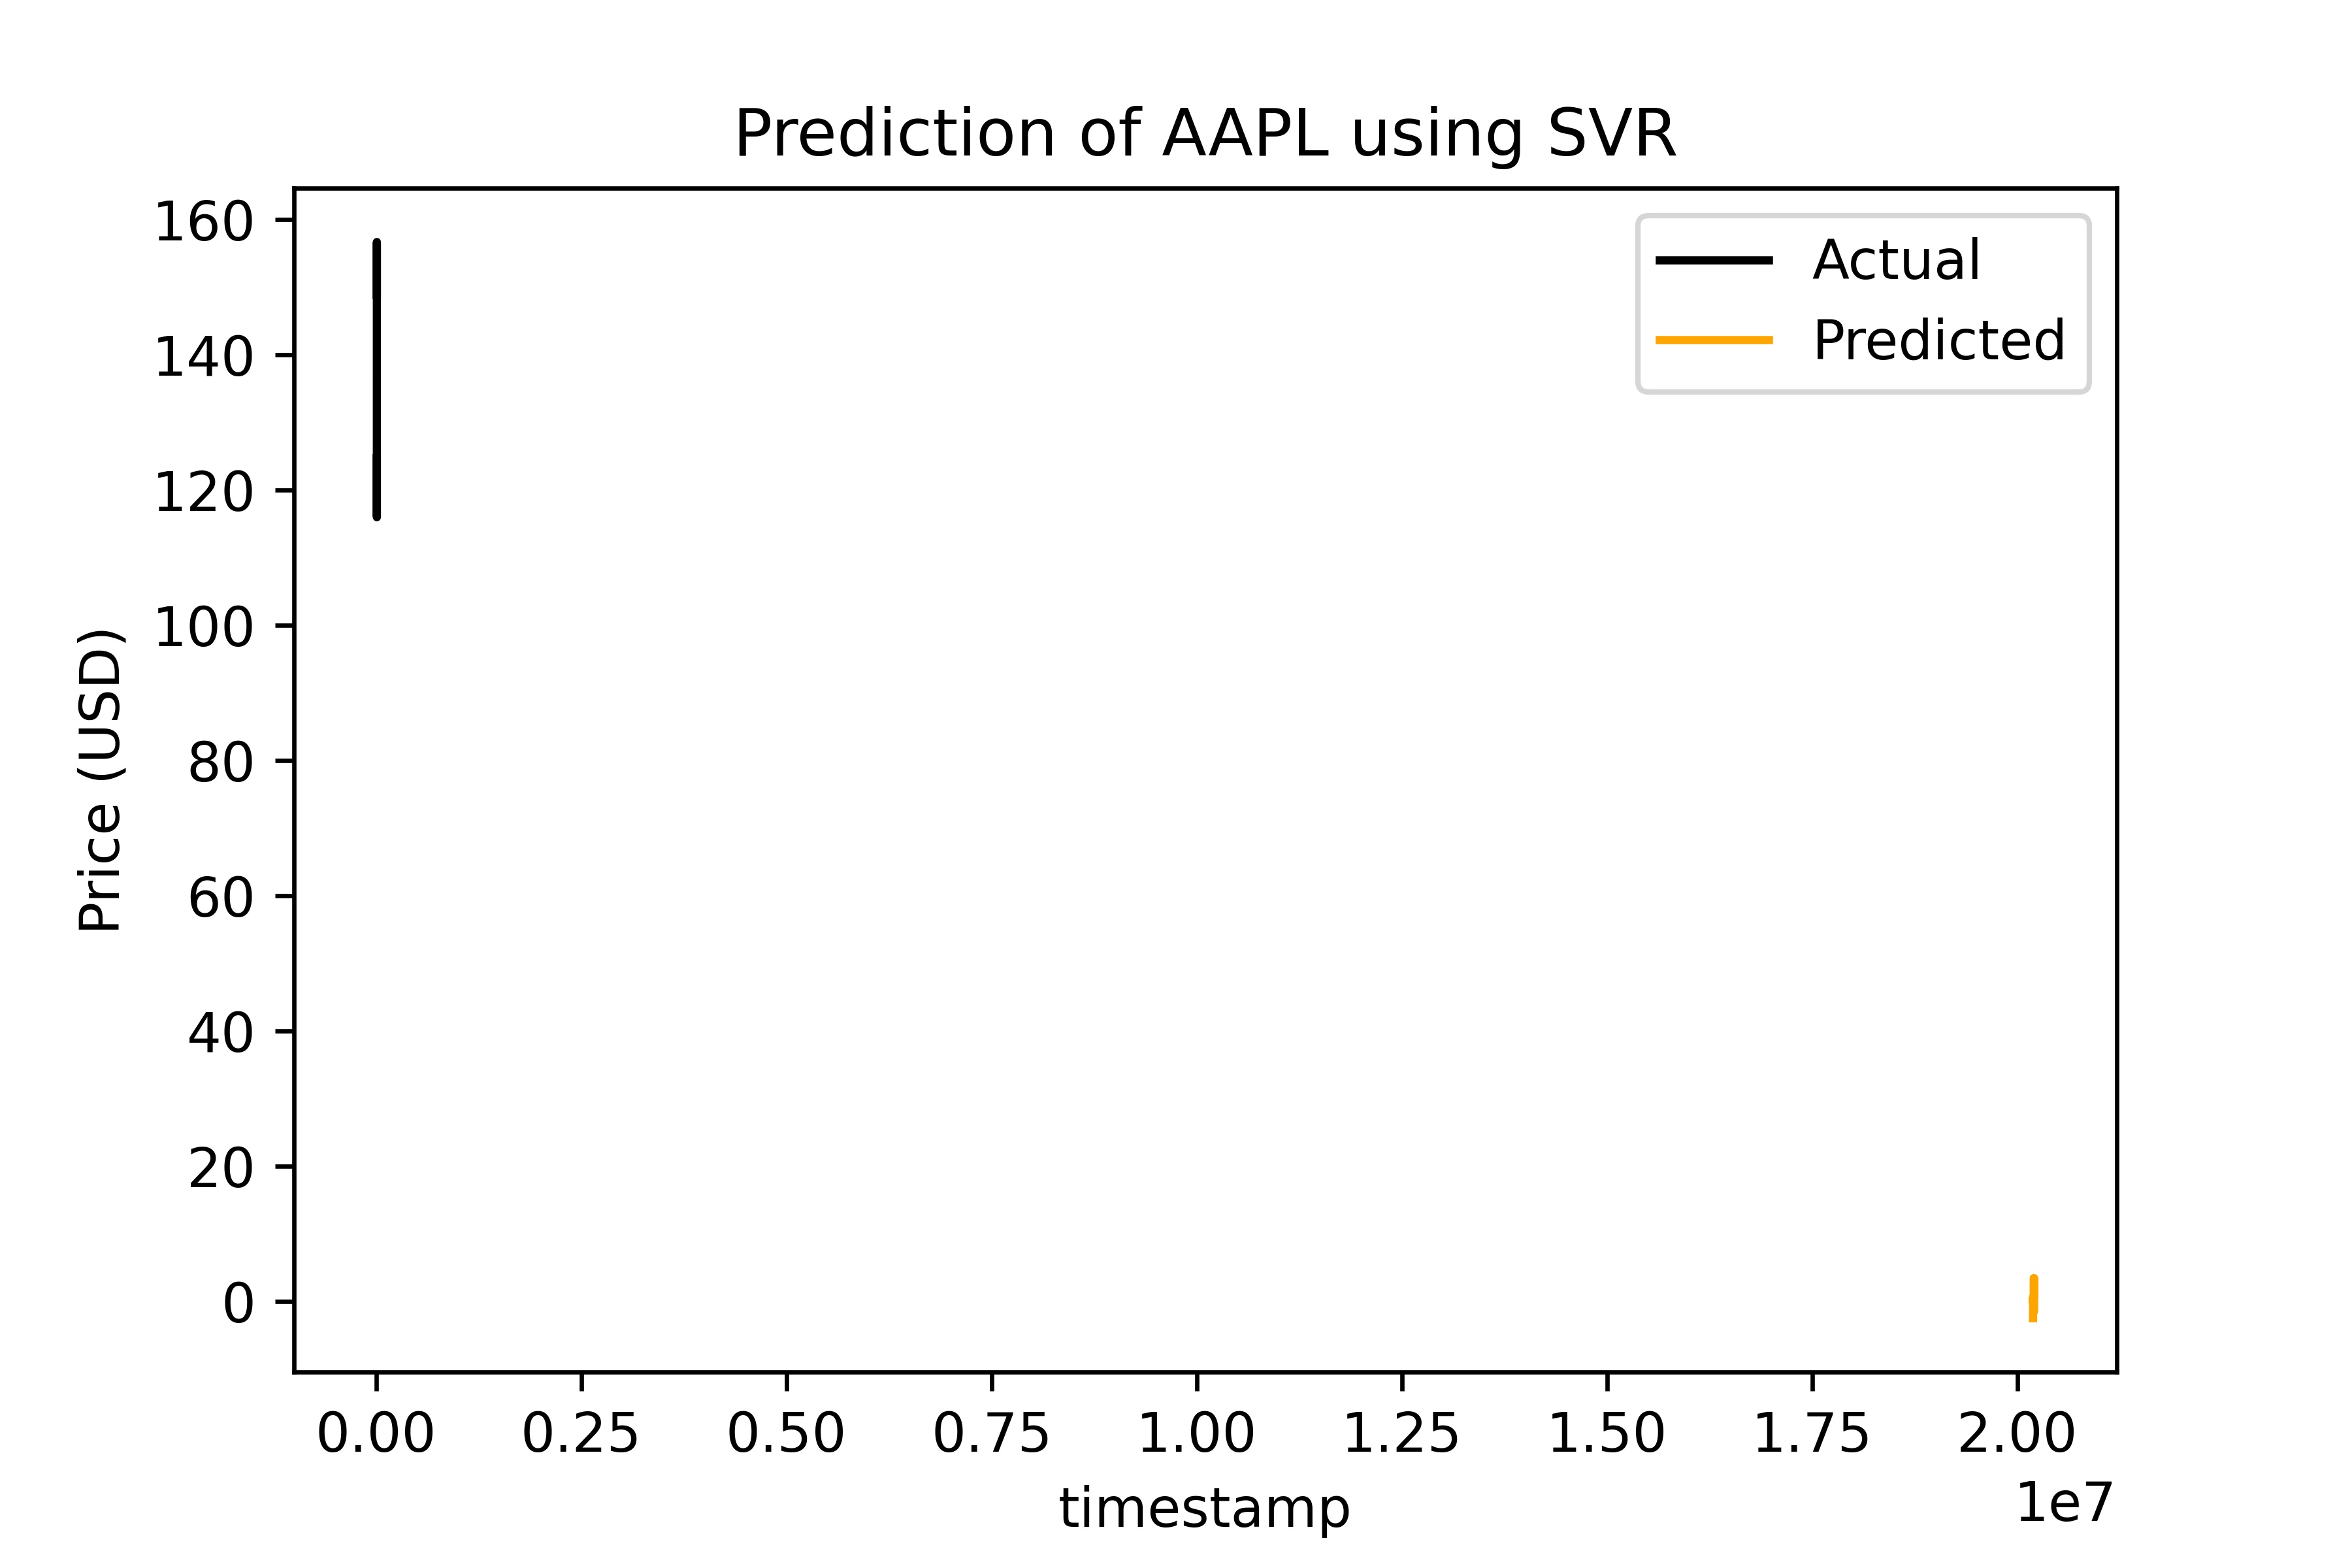 Prediction of AAPL using SVR
Actual
Predicted
Price (USD)
160
140
120
100
80
60
40
20
0
0.00 0.25 0.50 0.75 1.00 1.25 1.50 1.75 2.00
1e7
timestamp